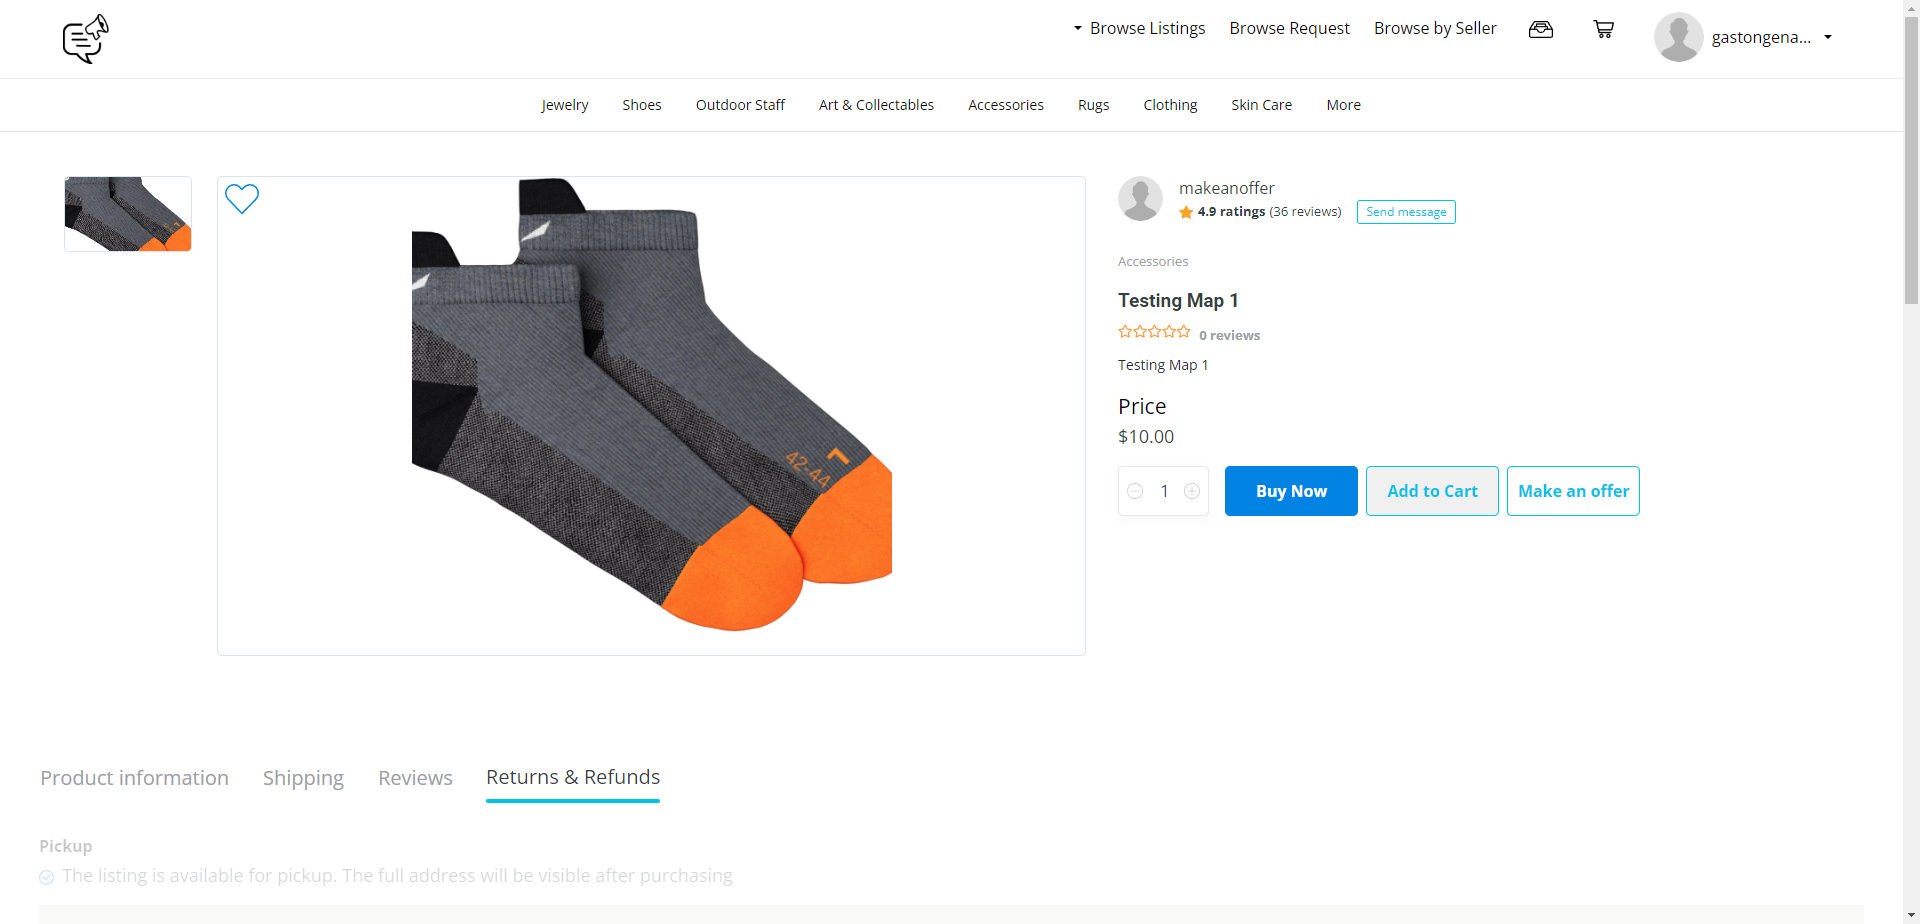 Browse Listings Browse Request Browse by Seller gastongena...
Jewelry Shoes Outdoor Staff Art & Collectables Accessories Rugs Clothing Skin Care More
makeanoffer
4.9 ratings (36 reviews) Send message
Accessories
Testing Map 1
0 reviews
Testing Map 1
Price
$10.00
1 Buy Now Add to Cart Make an offer
42-44 L
Product information Shipping Reviews Returns & Refunds
Pickup
The listing is available for pickup. The full address will be visible after purchasing